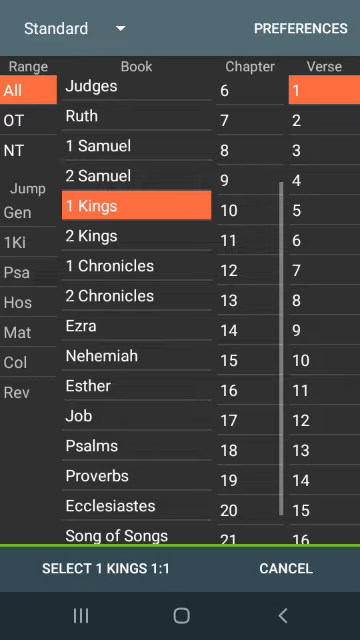 Standard
PREFERENCES
Range
Book
Chapter
Verse
All
OT
NT
Jump
Gen
1Ki
Psa
Hos
Mat
Col
Rev
Judges
Ruth
1 Samuel
2 Samuel
1 Kings
2 Kings
1 Chronicles
2 Chronicles
Ezra
Nehemiah
Esther
Job
Psalms
Proverbs
Ecclesiastes
Song of Songs
6
7
8
9
10
11
12
13
14
15
16
17
18
19
20
21
1
2
3
4
5
6
7
8
9
10
11
12
13
14
15
16
SELECT 1 KINGS 1:1
CANCEL